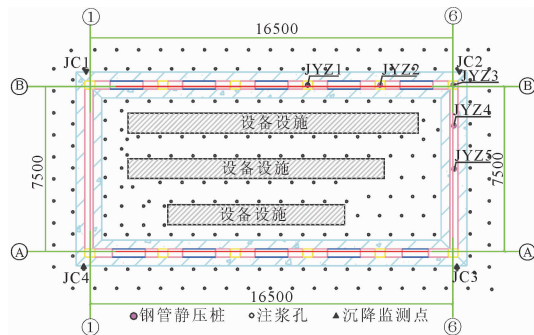 ① ⑥
16500
JC1 JYZ1 JYZ2 JC2
JYZ3
Ⓑ Ⓑ
JYZ4
设备设施
7500 设备设施 JYZ5 7500
设备设施
Ⓐ Ⓐ
JC4 JC3
16500
钢管静压桩 注浆孔 沉降监测点
① ⑥